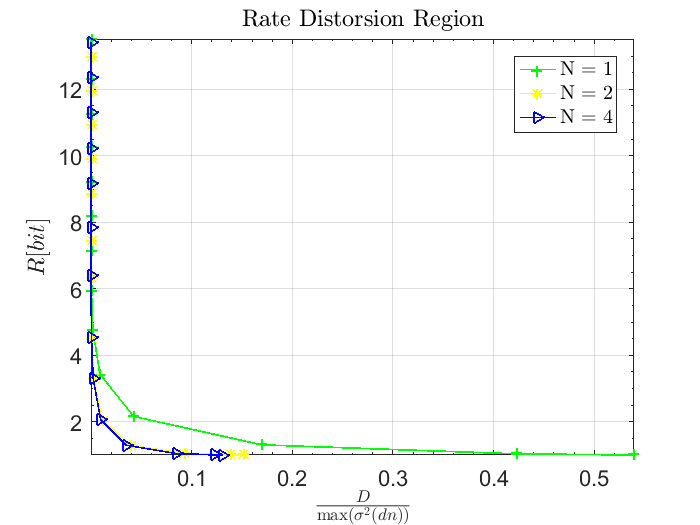 Rate Distorsion Region
N = 1
N = 2
N = 4
12
10
8
6
4
2
R[bit]
0.1 0.2 0.3 0.4 0.5
D
max(σ²(dn))